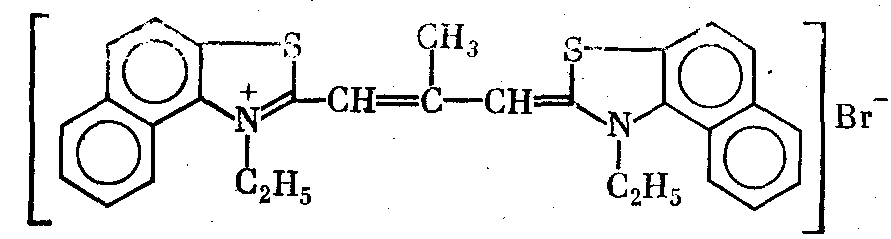 S CH₃ S
+
N CH=C—CH= N Br⁻
C₂H₅ C₂H₅